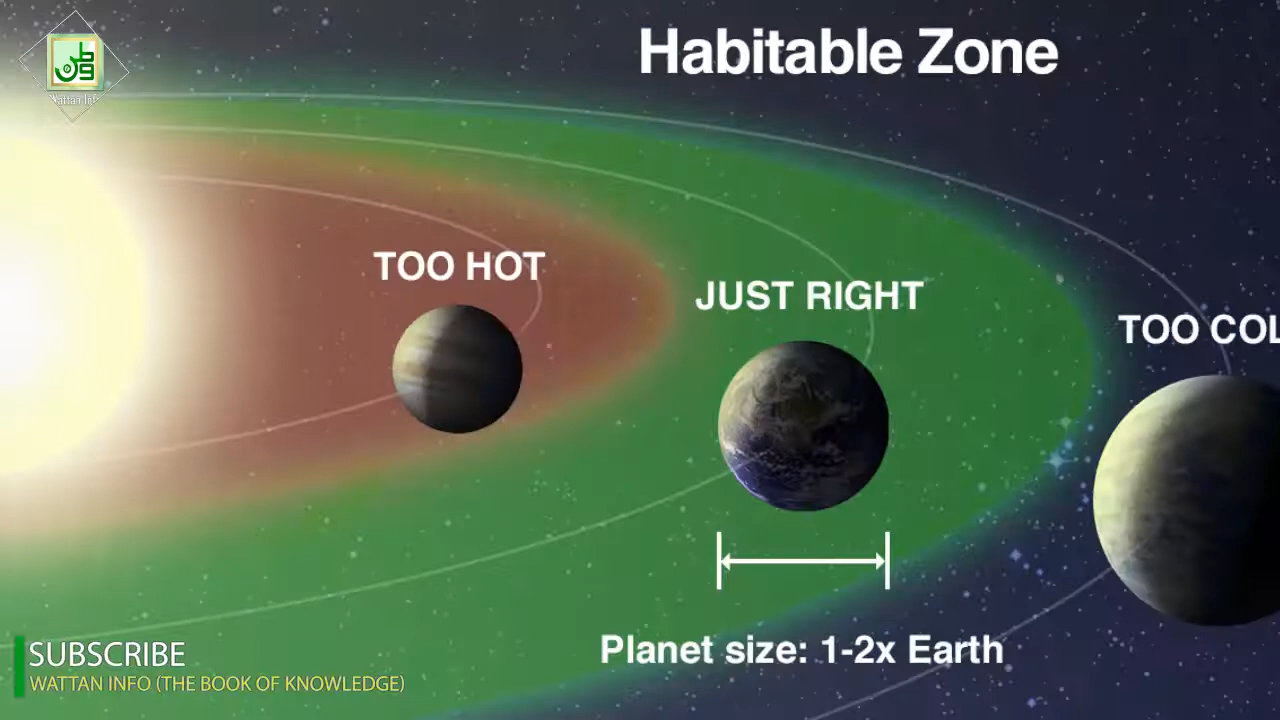 Habitable Zone
TOO HOT
JUST RIGHT
TOO COL
Planet size: 1-2x Earth
SUBSCRIBE
WATTAN INFO (THE BOOK OF KNOWLEDGE)